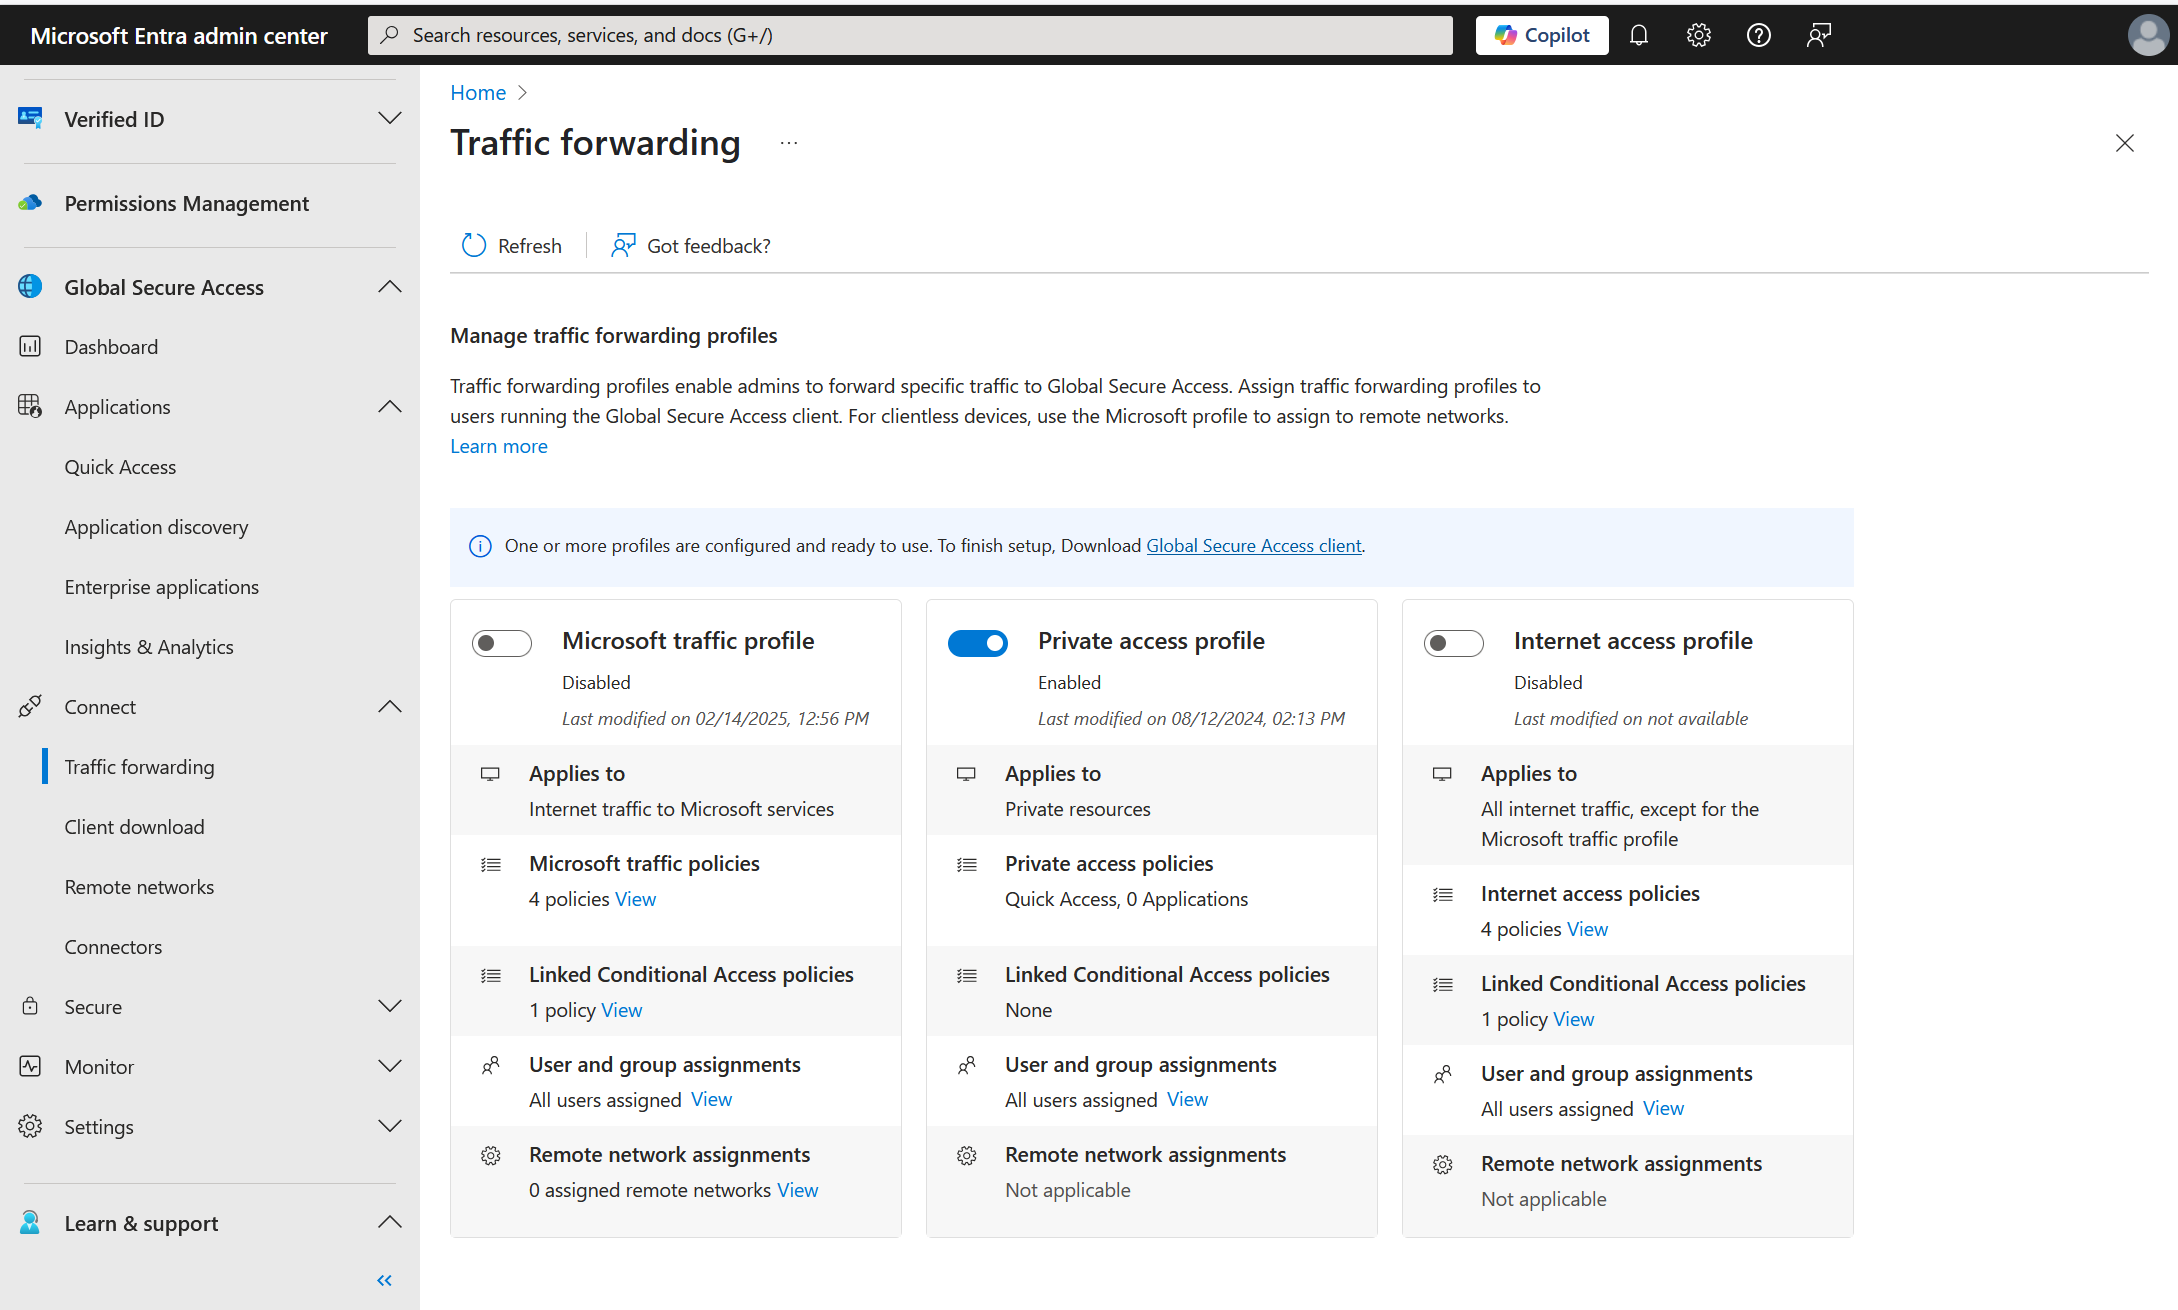 Microsoft Entra admin center
Search resources, services, and docs (G+/)
Copilot
Verified ID
Permissions Management
Global Secure Access
Dashboard
Applications
Quick Access
Application discovery
Enterprise applications
Insights & Analytics
Connect
Traffic forwarding
Client download
Remote networks
Connectors
Secure
Monitor
Settings
Learn & support
Home
Traffic forwarding
Refresh
Got feedback?
Manage traffic forwarding profiles
Traffic forwarding profiles enable admins to forward specific traffic to Global Secure Access. Assign traffic forwarding profiles to
users running the Global Secure Access client. For clientless devices, use the Microsoft profile to assign to remote networks.
Learn more
One or more profiles are configured and ready to use. To finish setup, Download Global Secure Access client.
Microsoft traffic profile
Disabled
Last modified on 02/14/2025, 12:56 PM
Applies to
Internet traffic to Microsoft services
Microsoft traffic policies
4 policies View
Linked Conditional Access policies
1 policy View
User and group assignments
All users assigned View
Remote network assignments
0 assigned remote networks View
Private access profile
Enabled
Last modified on 08/12/2024, 02:13 PM
Applies to
Private resources
Private access policies
Quick Access, 0 Applications
Linked Conditional Access policies
None
User and group assignments
All users assigned View
Remote network assignments
Not applicable
Internet access profile
Disabled
Last modified on not available
Applies to
All internet traffic, except for the
Microsoft traffic profile
Internet access policies
4 policies View
Linked Conditional Access policies
1 policy View
User and group assignments
All users assigned View
Remote network assignments
Not applicable